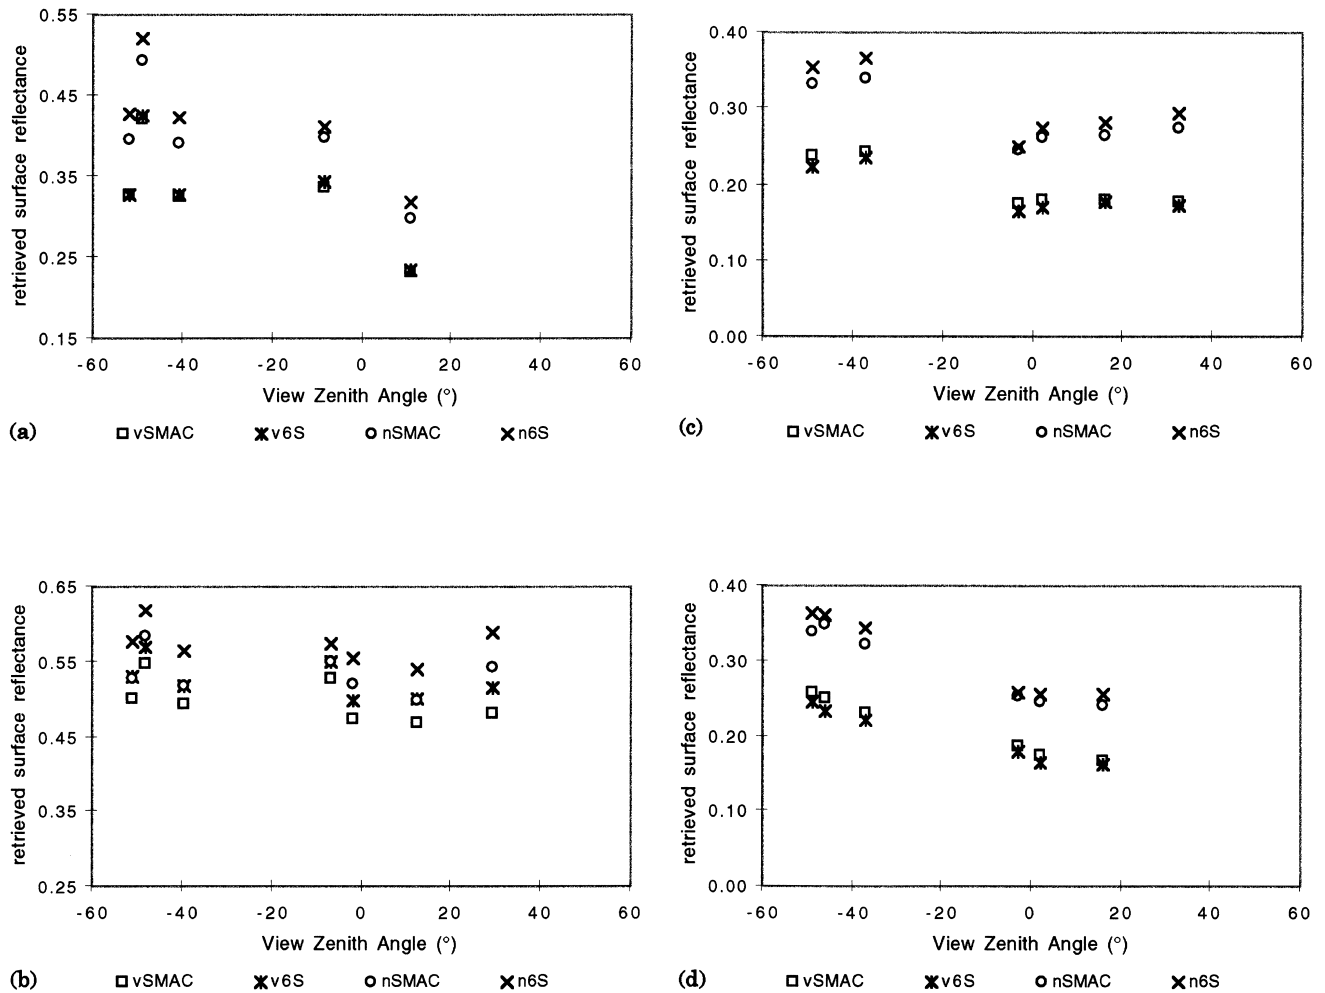 0.55
0.45
0.35
0.25
0.15
retrieved surface reflectance
-60 -40 -20 0 20 40 60
View Zenith Angle (°)
(a) vSMAC v6S nSMAC n6S
0.40
0.30
0.20
0.10
0.00
retrieved surface reflectance
-60 -40 -20 0 20 40 60
View Zenith Angle (°)
(c) vSMAC v6S nSMAC n6S
0.65
0.55
0.45
0.35
0.25
retrieved surface reflectance
-60 -40 -20 0 20 40 60
View Zenith Angle (°)
(b) vSMAC v6S nSMAC n6S
0.40
0.30
0.20
0.10
0.00
retrieved surface reflectance
-60 -40 -20 0 20 40 60
View Zenith Angle (°)
(d) vSMAC v6S nSMAC n6S